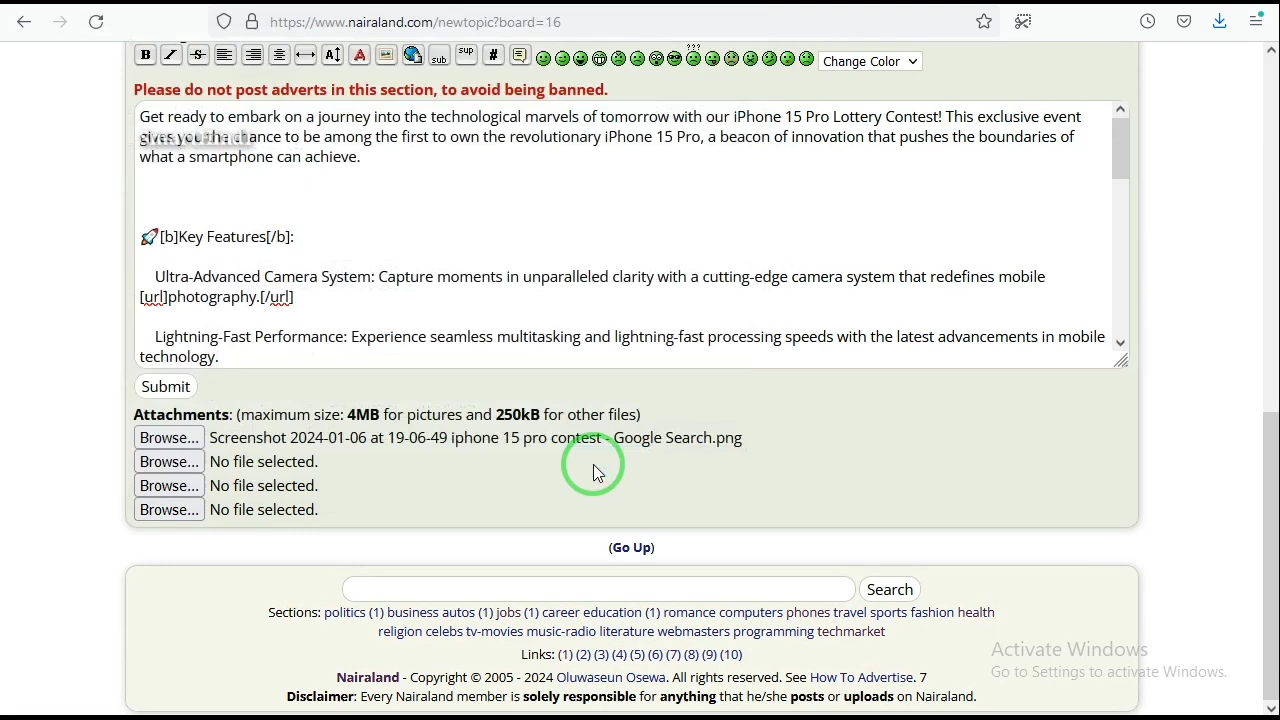 https://www.nairaland.com/newtopic?board=16
B I S A A # sub sup ??? Change Color
Please do not post adverts in this section, to avoid being banned.
Get ready to embark on a journey into the technological marvels of tomorrow with our iPhone 15 Pro Lottery Contest! This exclusive event
gives you the chance to be among the first to own the revolutionary iPhone 15 Pro, a beacon of innovation that pushes the boundaries of
what a smartphone can achieve.
🚀[b]Key Features[/b]:
Ultra-Advanced Camera System: Capture moments in unparalleled clarity with a cutting-edge camera system that redefines mobile
[url]photography.[/url]
Lightning-Fast Performance: Experience seamless multitasking and lightning-fast processing speeds with the latest advancements in mobile
technology.
Submit
Attachments: (maximum size: 4MB for pictures and 250kB for other files)
Browse... Screenshot 2024-01-06 at 19-06-49 iphone 15 pro contest - Google Search.png
Browse... No file selected.
Browse... No file selected.
Browse... No file selected.
(Go Up)
Search
Sections: politics (1) business autos (1) jobs (1) career education (1) romance computers phones travel sports fashion health
religion celebs tv-movies music-radio literature webmasters programming techmarket
Links: (1) (2) (3) (4) (5) (6) (7) (8) (9) (10)
Nairaland - Copyright © 2005 - 2024 Oluwaseun Osewa. All rights reserved. See How To Advertise. 7
Disclaimer: Every Nairaland member is solely responsible for anything that he/she posts or uploads on Nairaland.
Activate Windows
Go to Settings to activate Windows.